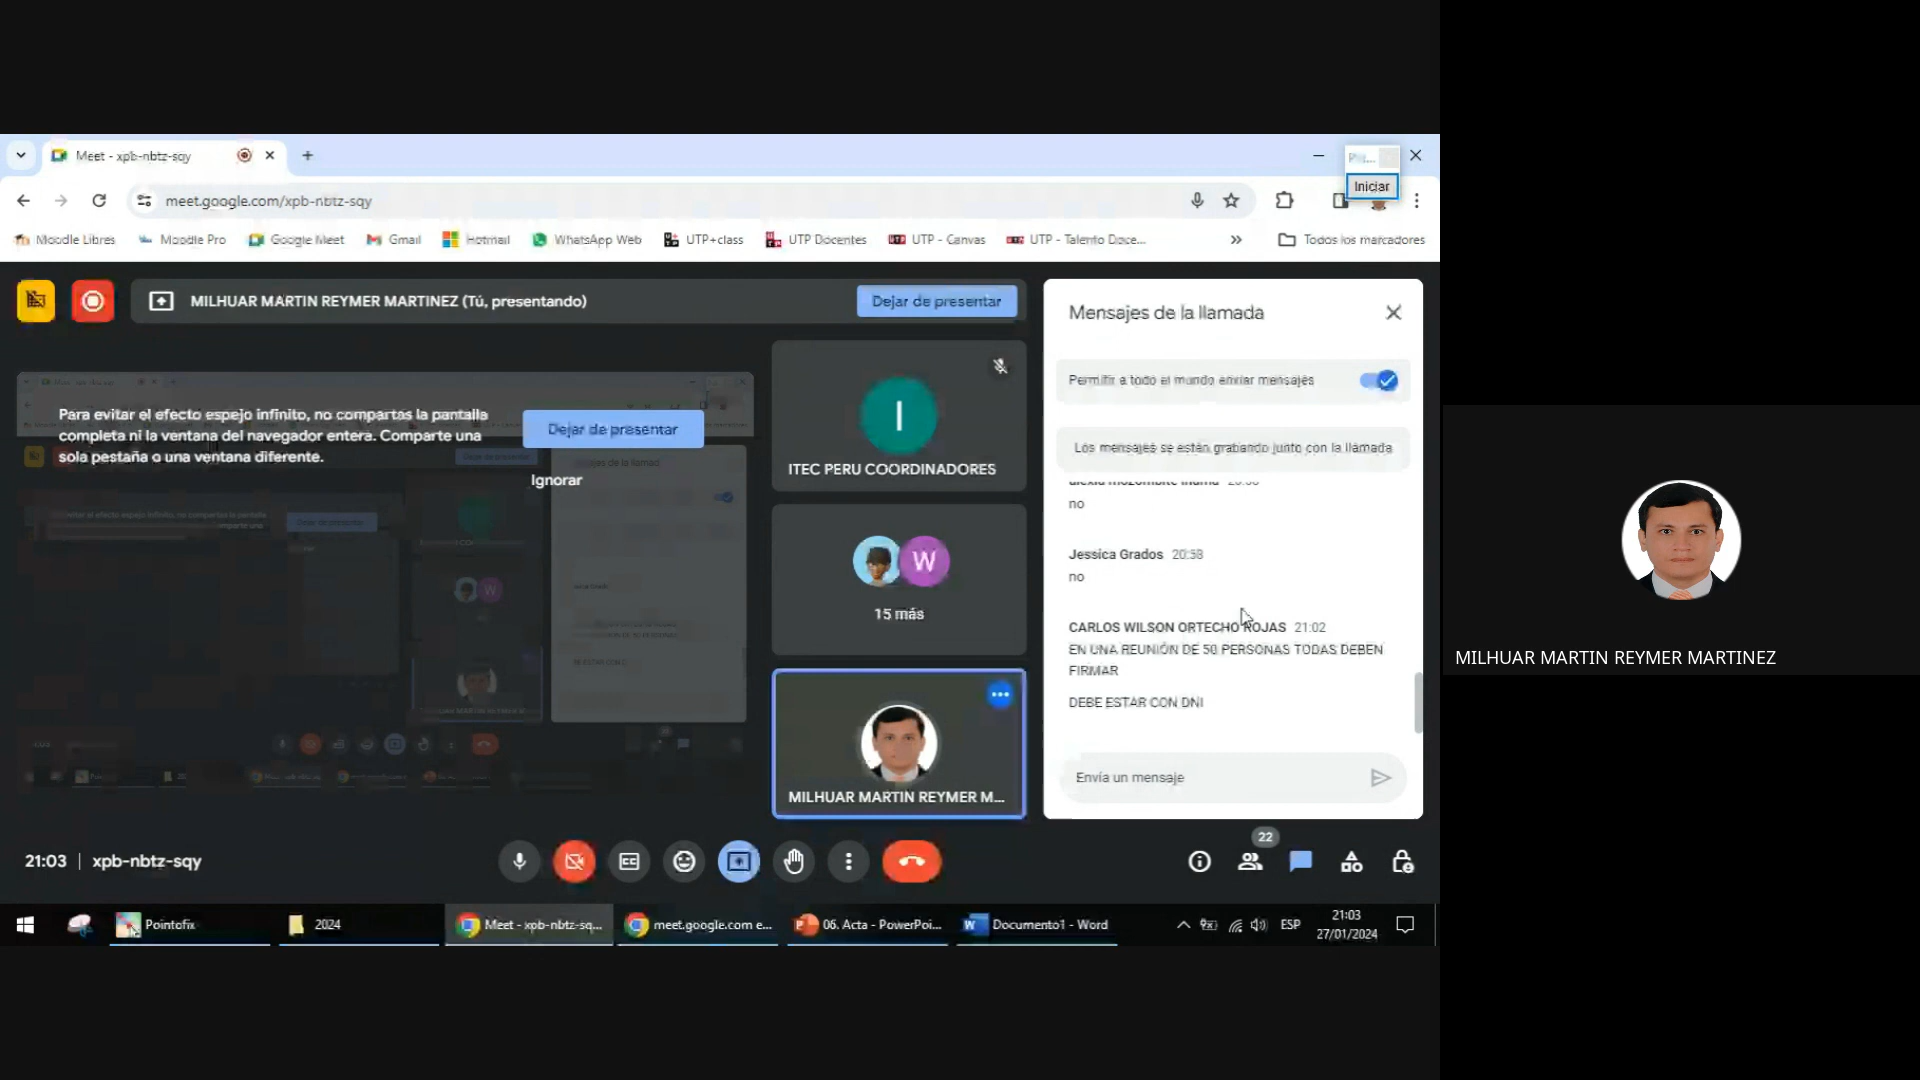 Meet - xpb-nbtz-sqy
Iniciar
meet.google.com/xpb-nbtz-sqy
Moodle Libres
Moodle Pro
Google Meet
Gmail
Hotmail
WhatsApp Web
UTP+class
UTP Docentes
UTP - Canvas
UTP - Talento Doce...
Todos los marcadores
MILHUAR MARTIN REYMER MARTINEZ (Tú, presentando)
Dejar de presentar
Para evitar el efecto espejo infinito, no compartas la pantalla
completa ni la ventana del navegador entera. Comparte una
sola pestaña o una ventana diferente.
Dejar de presentar
Ignorar
I
ITEC PERU COORDINADORES
W
15 más
MILHUAR MARTIN REYMER M...
Mensajes de la llamada
Permitir a todo el mundo enviar mensajes
Los mensajes se están grabando junto con la llamada
no
Jessica Grados 20:58
no
CARLOS WILSON ORTECHO ROJAS 21:02
EN UNA REUNIÓN DE 50 PERSONAS TODAS DEBEN
FIRMAR
DEBE ESTAR CON DNI
Envía un mensaje
21:03 | xpb-nbtz-sqy
22
Pointofix
2024
Meet - xpb-nbtz-sq...
meet.google.com e...
06. Acta - PowerPoi...
Documento1 - Word
ESP
21:03
27/01/2024
MILHUAR MARTIN REYMER MARTINEZ